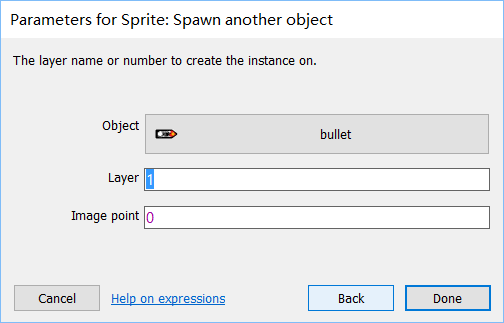 Parameters for Sprite: Spawn another object
The layer name or number to create the instance on.
Object
bullet
Layer 1
Image point 0
Cancel Help on expressions Back Done